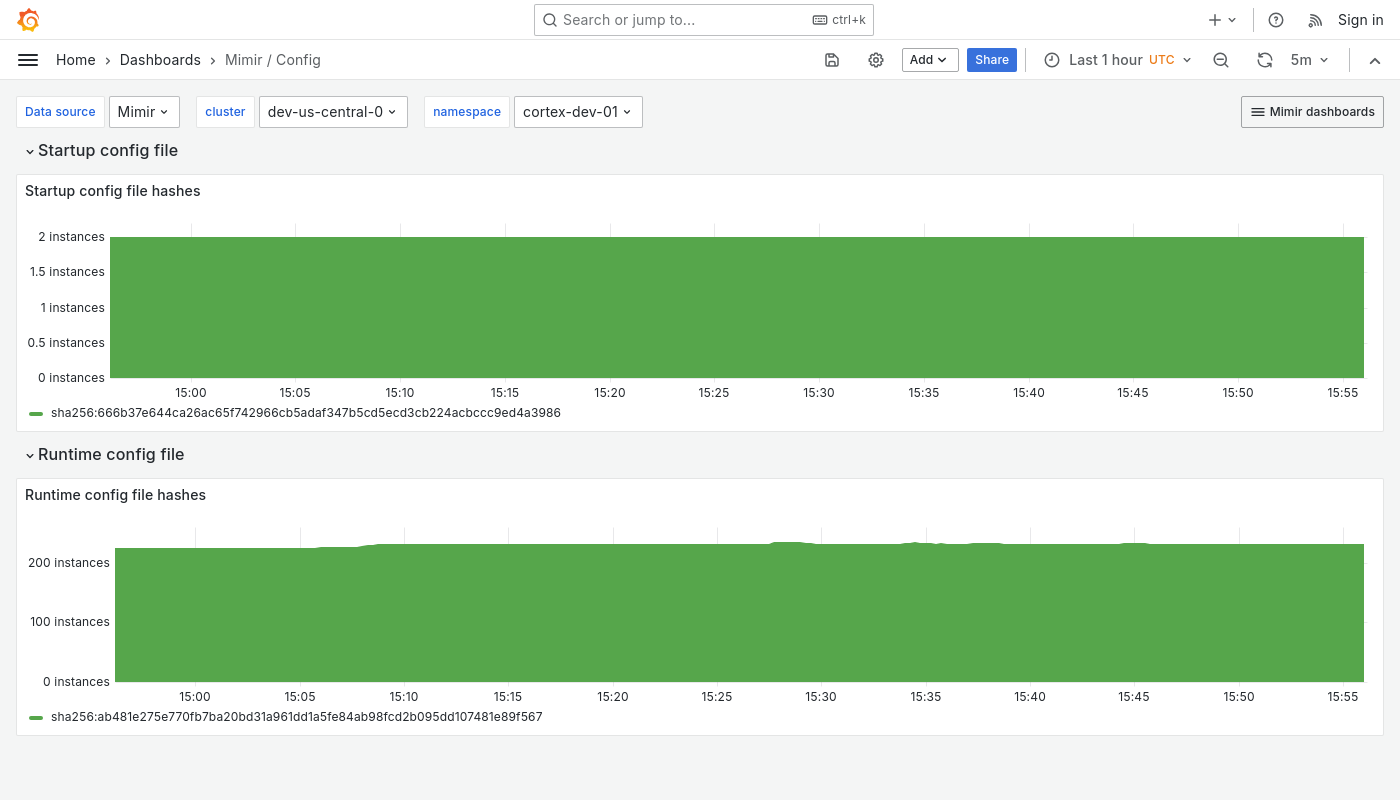 Search or jump to...
ctrl+k
Sign in
Home
Dashboards
Mimir / Config
Add
Share
Last 1 hour UTC
5m
Data source
Mimir
cluster
dev-us-central-0
namespace
cortex-dev-01
Mimir dashboards
Startup config file
Startup config file hashes
2 instances
1.5 instances
1 instances
0.5 instances
0 instances
15:00 15:05 15:10 15:15 15:20 15:25 15:30 15:35 15:40 15:45 15:50 15:55
sha256:666b37e644ca26ac65f742966cb5adaf347b5cd5ecd3cb224acbccc9ed4a3986
Runtime config file
Runtime config file hashes
200 instances
100 instances
0 instances
15:00 15:05 15:10 15:15 15:20 15:25 15:30 15:35 15:40 15:45 15:50 15:55
sha256:ab481e275e770fb7ba20bd31a961dd1a5fe84ab98fcd2b095dd107481e89f567